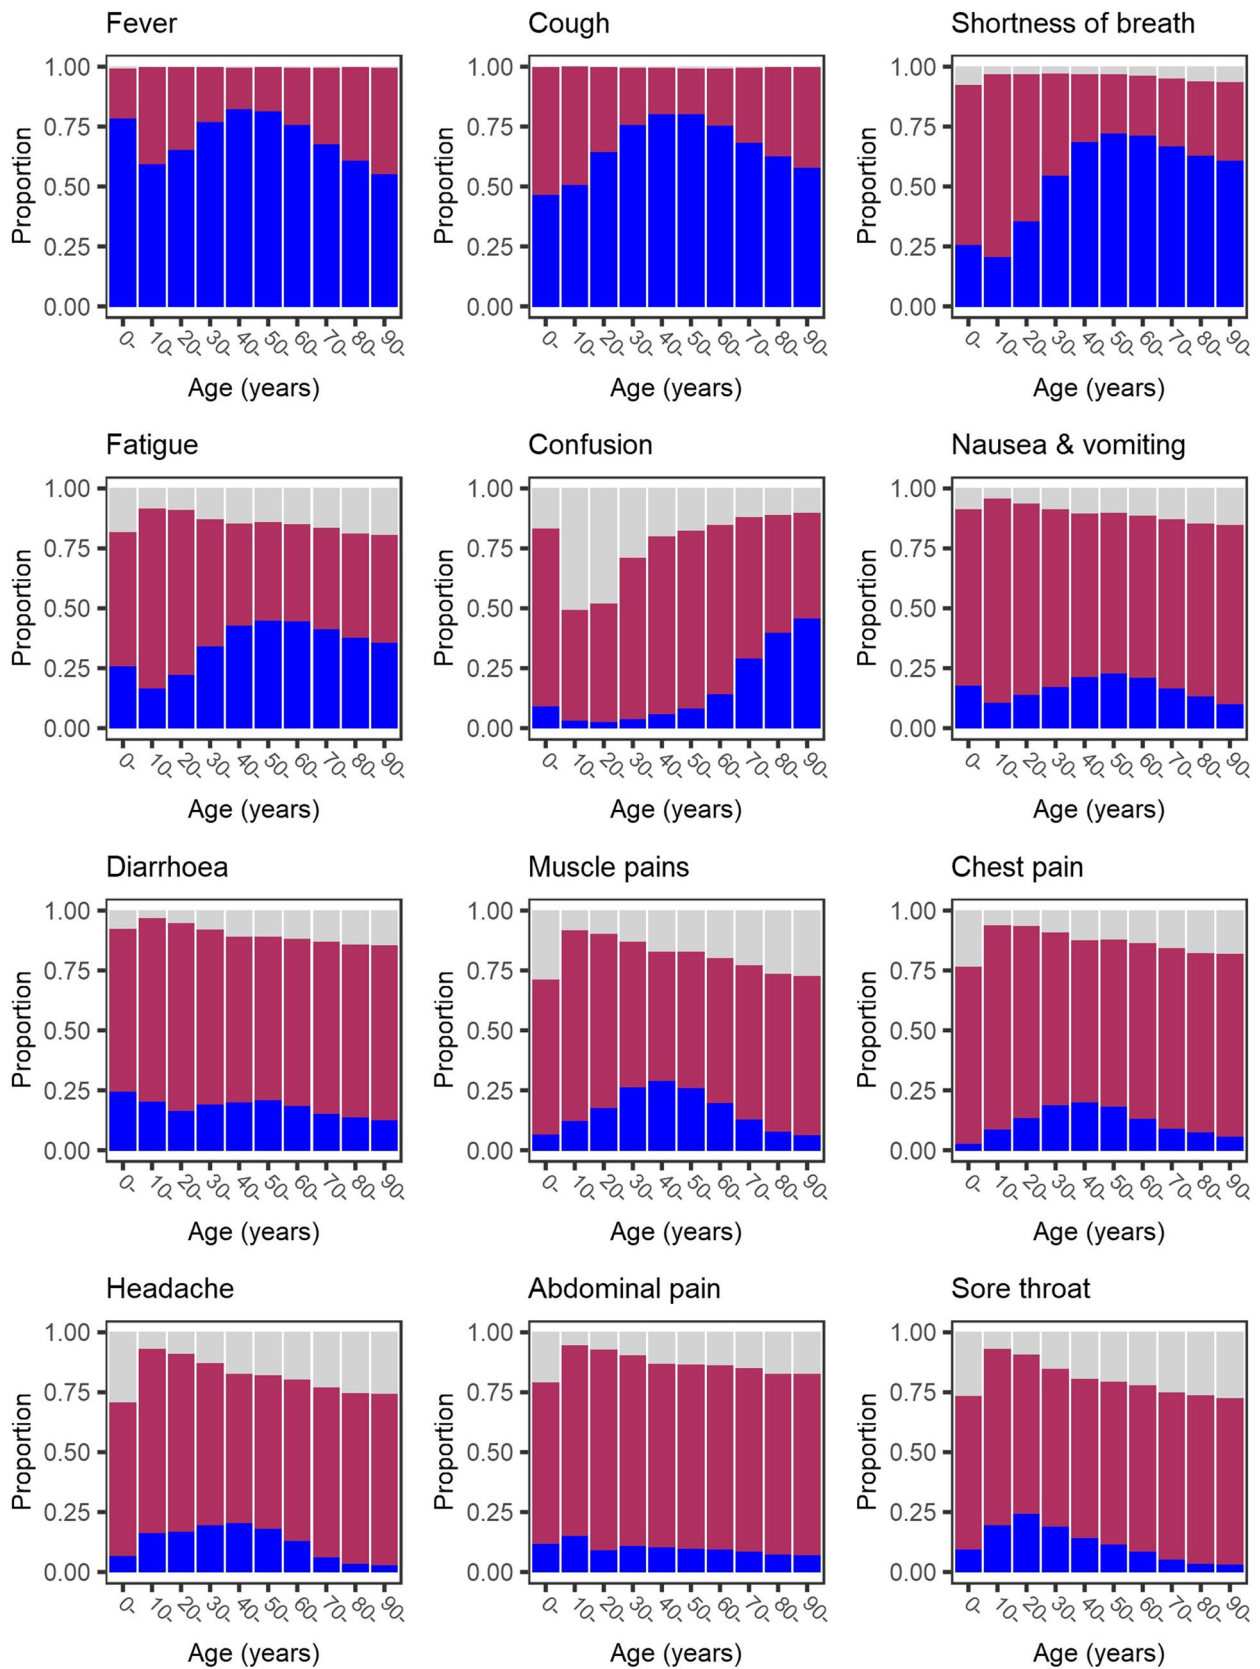 Fever
1.00
0.75
0.50
0.25
0.00
Proportion
0- 10- 20- 30- 40- 50- 60- 70- 80- 90-
Age (years)
Cough
1.00
0.75
0.50
0.25
0.00
Proportion
0- 10- 20- 30- 40- 50- 60- 70- 80- 90-
Age (years)
Shortness of breath
1.00
0.75
0.50
0.25
0.00
Proportion
0- 10- 20- 30- 40- 50- 60- 70- 80- 90-
Age (years)
Fatigue
1.00
0.75
0.50
0.25
0.00
Proportion
0- 10- 20- 30- 40- 50- 60- 70- 80- 90-
Age (years)
Confusion
1.00
0.75
0.50
0.25
0.00
Proportion
0- 10- 20- 30- 40- 50- 60- 70- 80- 90-
Age (years)
Nausea & vomiting
1.00
0.75
0.50
0.25
0.00
Proportion
0- 10- 20- 30- 40- 50- 60- 70- 80- 90-
Age (years)
Diarrhoea
1.00
0.75
0.50
0.25
0.00
Proportion
0- 10- 20- 30- 40- 50- 60- 70- 80- 90-
Age (years)
Muscle pains
1.00
0.75
0.50
0.25
0.00
Proportion
0- 10- 20- 30- 40- 50- 60- 70- 80- 90-
Age (years)
Chest pain
1.00
0.75
0.50
0.25
0.00
Proportion
0- 10- 20- 30- 40- 50- 60- 70- 80- 90-
Age (years)
Headache
1.00
0.75
0.50
0.25
0.00
Proportion
0- 10- 20- 30- 40- 50- 60- 70- 80- 90-
Age (years)
Abdominal pain
1.00
0.75
0.50
0.25
0.00
Proportion
0- 10- 20- 30- 40- 50- 60- 70- 80- 90-
Age (years)
Sore throat
1.00
0.75
0.50
0.25
0.00
Proportion
0- 10- 20- 30- 40- 50- 60- 70- 80- 90-
Age (years)